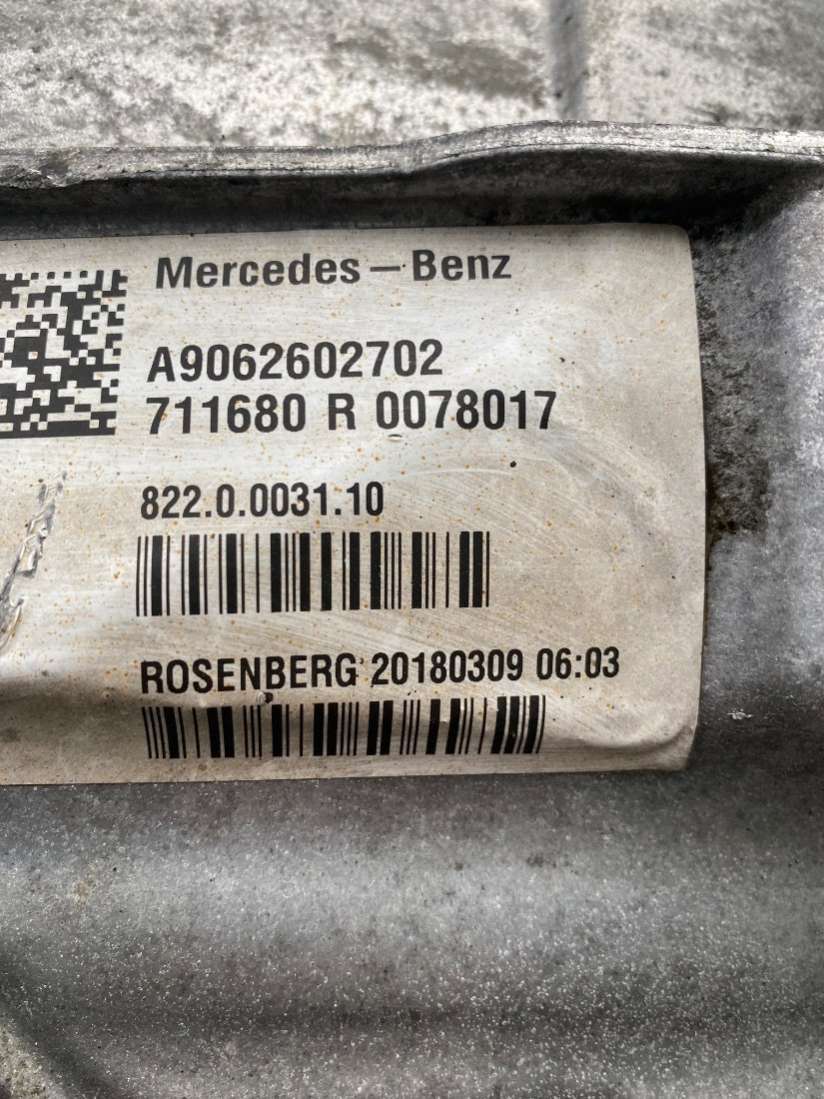 Mercedes – Benz
A9062602702
711680 R 0078017
822.0.0031.10
ROSENBERG 20180309 06:03